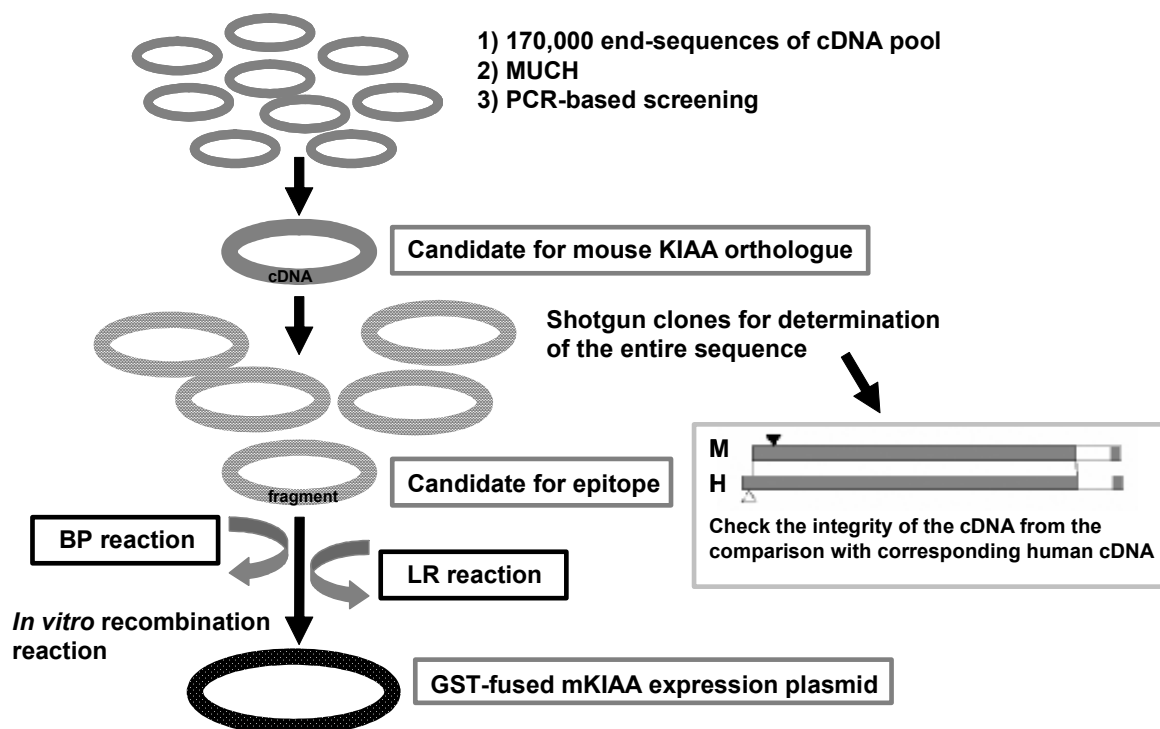 1) 170,000 end-sequences of cDNA pool
2) MUCH
3) PCR-based screening
Candidate for mouse KIAA orthologue
cDNA
Shotgun clones for determination
of the entire sequence
M
H
Check the integrity of the cDNA from the
comparison with corresponding human cDNA
Candidate for epitope
fragment
BP reaction
LR reaction
In vitro recombination
reaction
GST-fused mKIAA expression plasmid